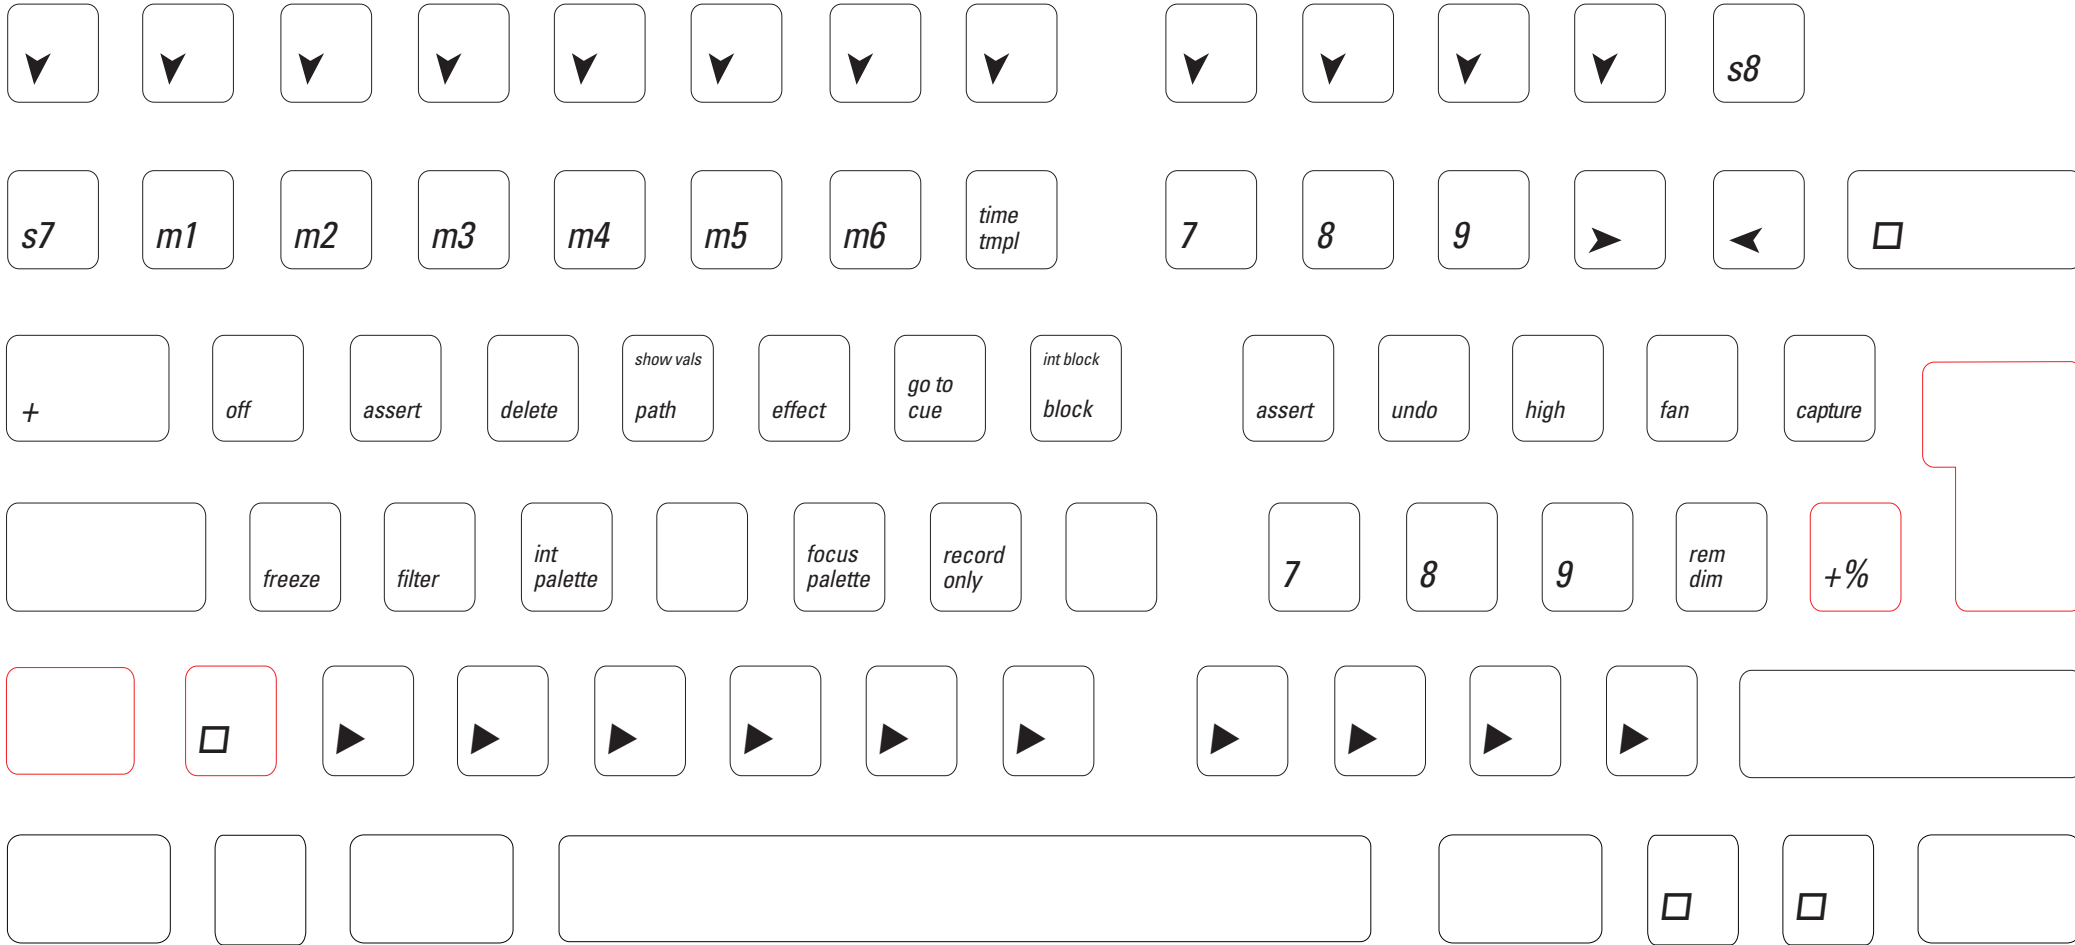 s8
s7 m1 m2 m3 m4 m5 m6 time tmpl 7 8 9
show vals int block
+ off assert delete path effect go to cue block assert undo high fan capture
freeze filter int palette focus palette record only 7 8 9 rem dim +%